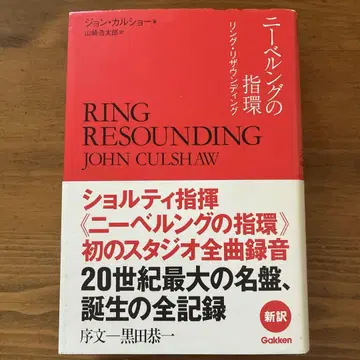 ジョン・カルショー 著
山崎浩太郎 訳
ニーベルングの指環
リング・リザウンディング
RING
RESOUNDING
JOHN CULSHAW
ショルティ指揮
《ニーベルングの指環》
初のスタジオ全曲録音
20世紀最大の名盤、
誕生の全記録
序文―黒田恭一
新訳
Gakken